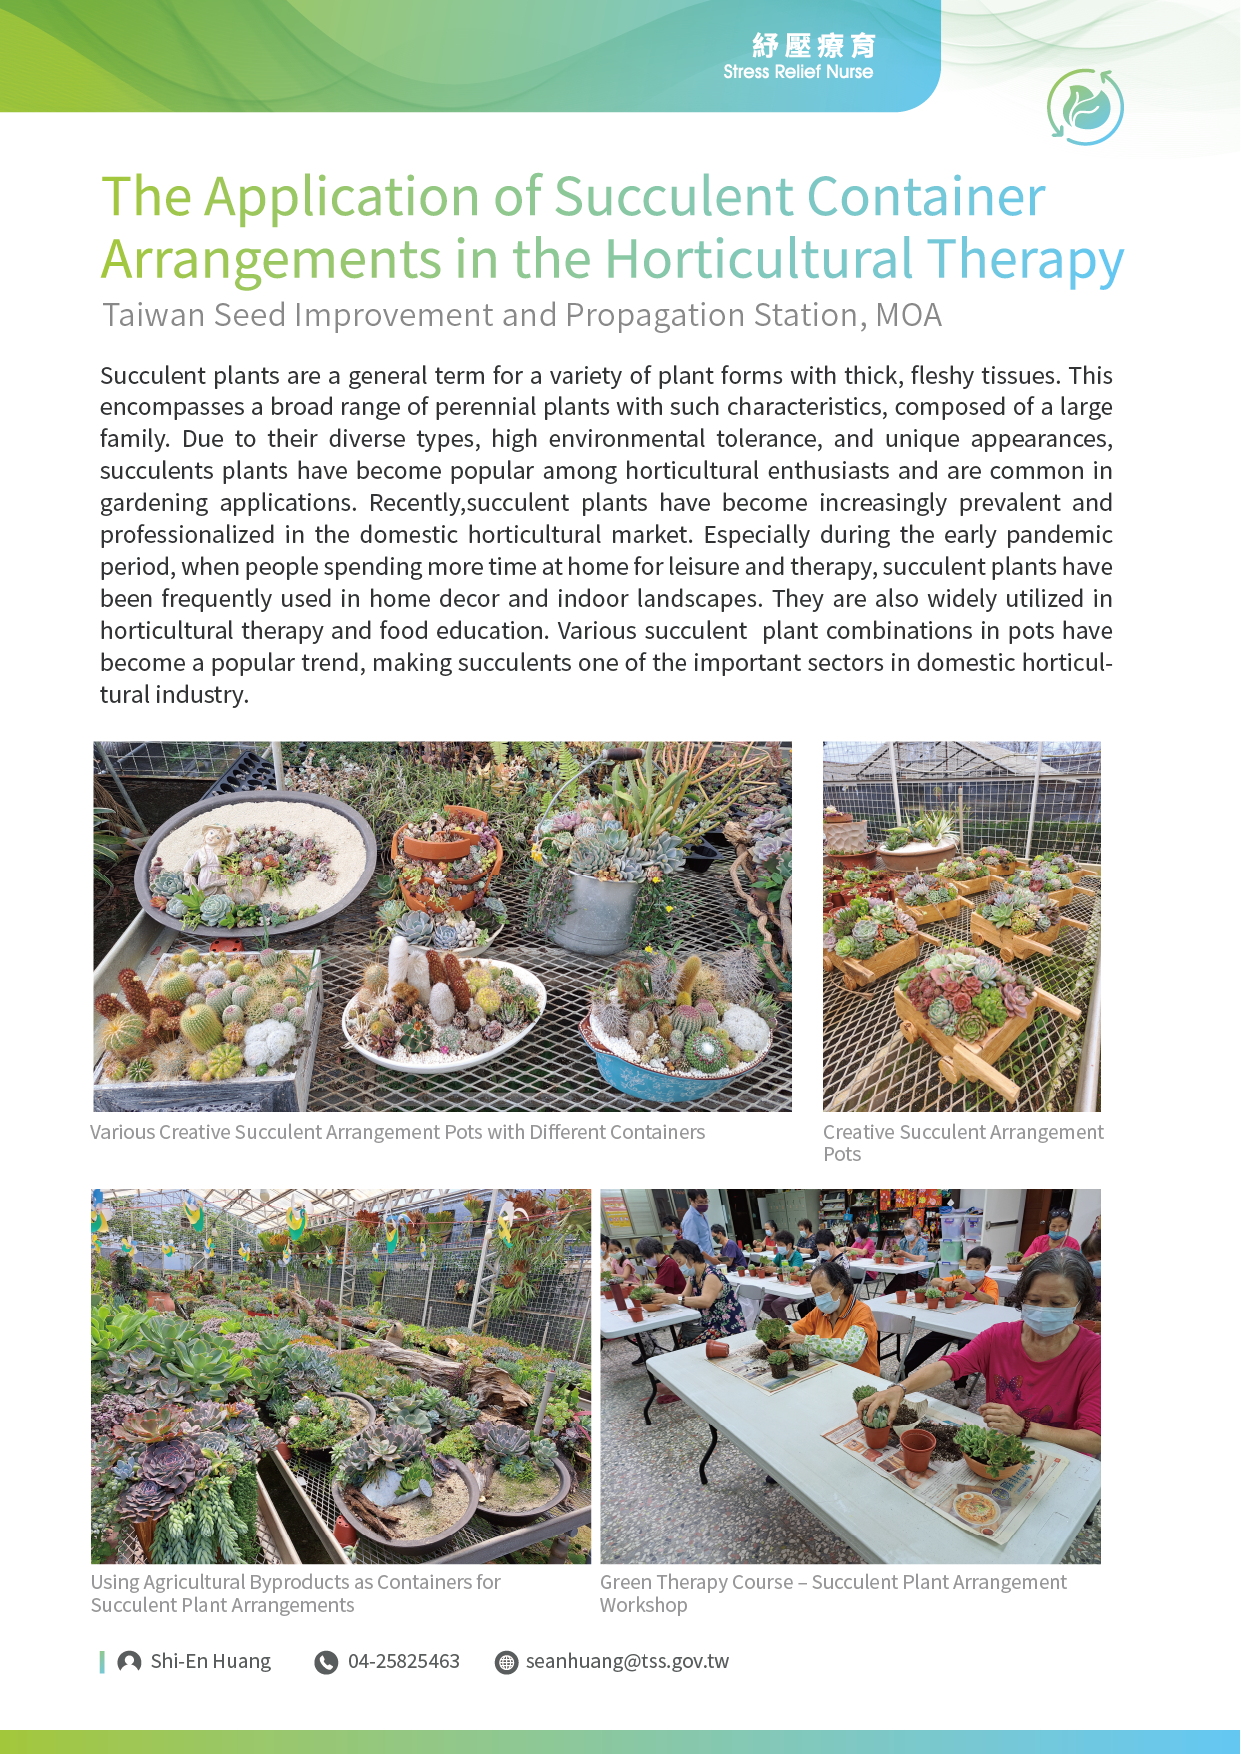 紓壓療育
Stress Relief Nurse
The Application of Succulent Container
Arrangements in the Horticultural Therapy
Taiwan Seed Improvement and Propagation Station, MOA
Succulent plants are a general term for a variety of plant forms with thick, fleshy tissues. This
encompasses a broad range of perennial plants with such characteristics, composed of a large
family. Due to their diverse types, high environmental tolerance, and unique appearances,
succulents plants have become popular among horticultural enthusiasts and are common in
gardening applications. Recently,succulent plants have become increasingly prevalent and
professionalized in the domestic horticultural market. Especially during the early pandemic
period, when people spending more time at home for leisure and therapy, succulent plants have
been frequently used in home decor and indoor landscapes. They are also widely utilized in
horticultural therapy and food education. Various succulent  plant combinations in pots have
become a popular trend, making succulents one of the important sectors in domestic horticul-
tural industry.
Various Creative Succulent Arrangement Pots with Different Containers
Creative Succulent Arrangement
Pots
Using Agricultural Byproducts as Containers for
Succulent Plant Arrangements
Green Therapy Course – Succulent Plant Arrangement
Workshop
Shi-En Huang 04-25825463 seanhuang@tss.gov.tw